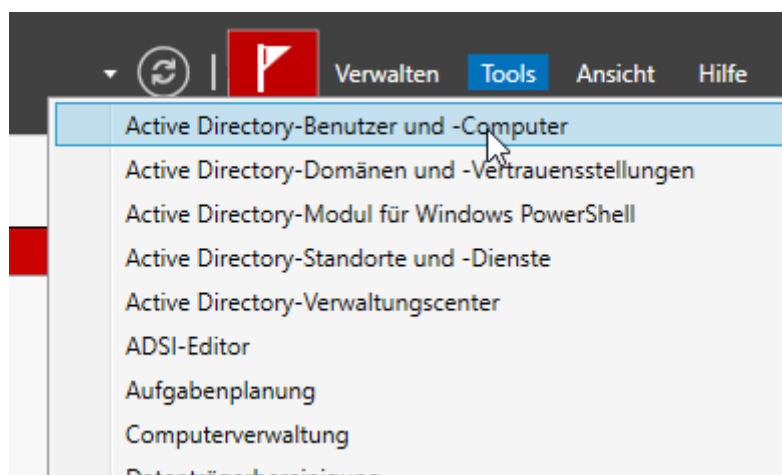 Verwalten Tools Ansicht Hilfe
Active Directory-Benutzer und -Computer
Active Directory-Domänen und -Vertrauensstellungen
Active Directory-Modul für Windows PowerShell
Active Directory-Standorte und -Dienste
Active Directory-Verwaltungscenter
ADSI-Editor
Aufgabenplanung
Computerverwaltung